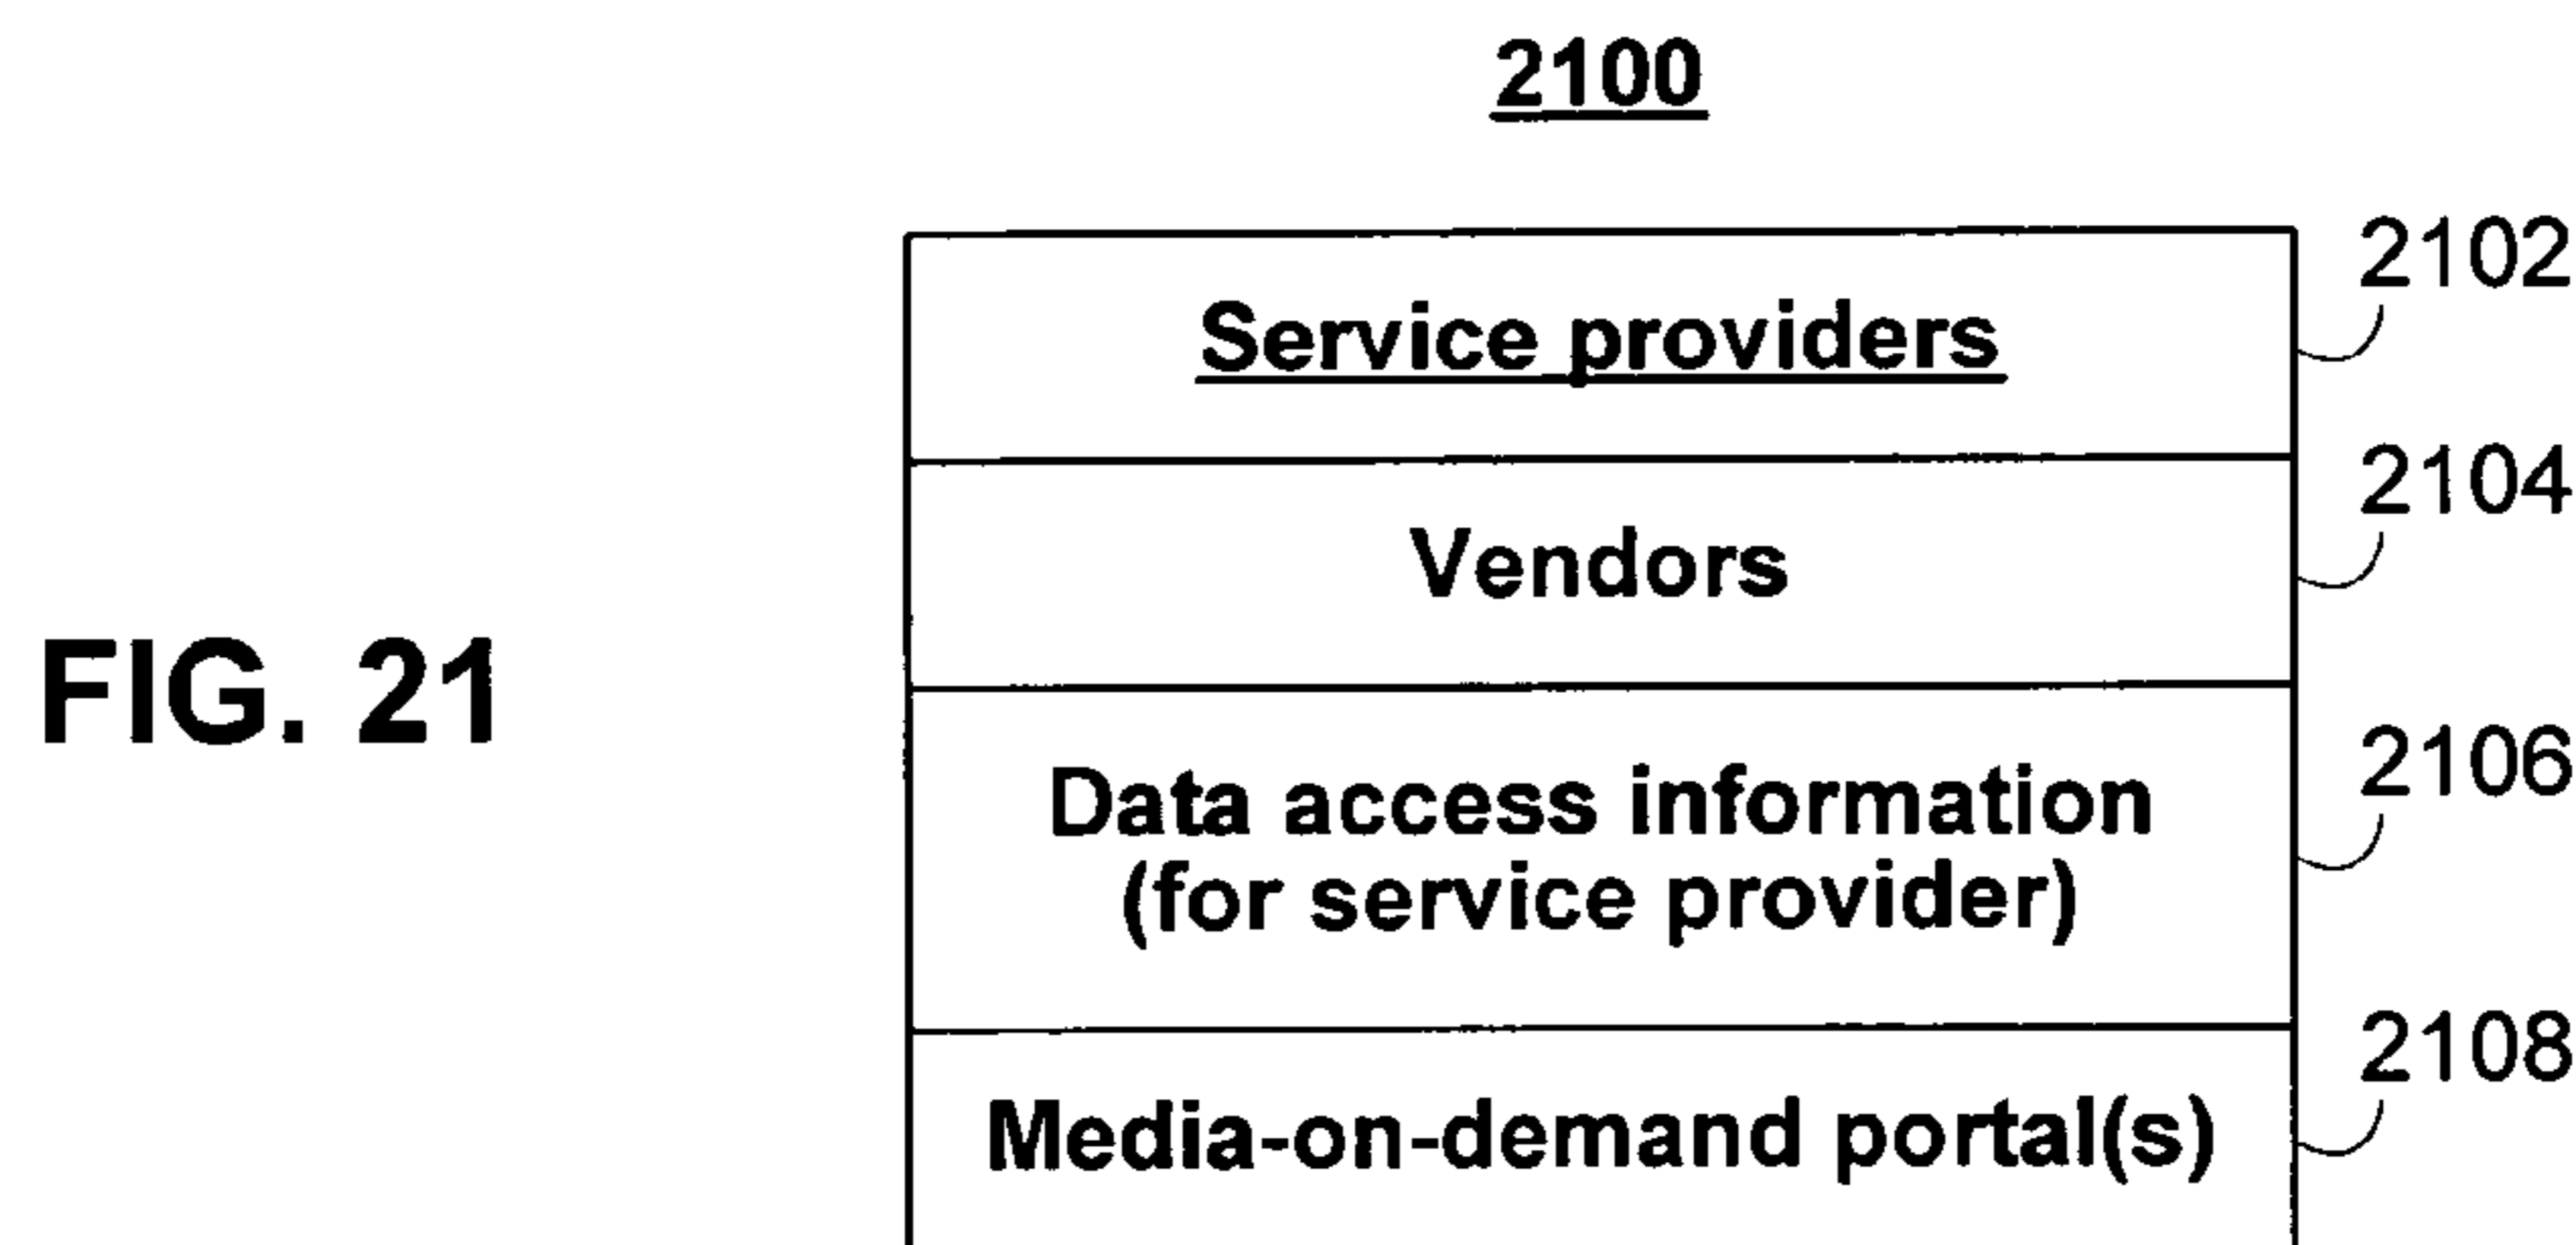 2100
Service providers
2102
Vendors
2104
FIG. 21
Data access information
(for service provider)
2106
Media-on-demand portal(s)
2108